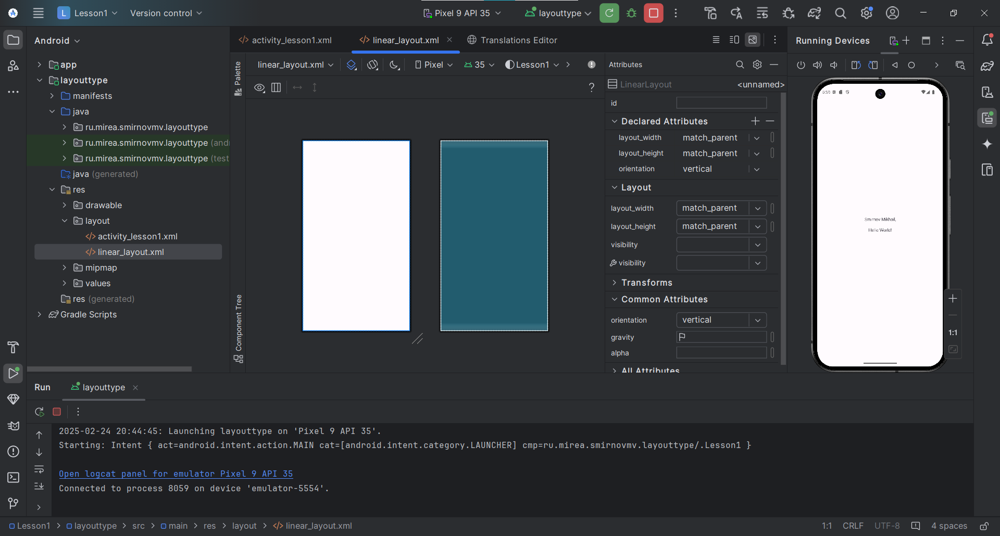 L Lesson1 Version control Pixel 9 API 35 layouttype
Android
app
layouttype
manifests
java
ru.mirea.smirnovmv.layouttype
ru.mirea.smirnovmv.layouttype (and
ru.mirea.smirnovmv.layouttype (test
java (generated)
res
drawable
layout
activity_lesson1.xml
linear_layout.xml
mipmap
values
res (generated)
Gradle Scripts
activity_lesson1.xml linear_layout.xml Translations Editor
linear_layout.xml Pixel 35 Lesson1
?
Palette
Component Tree
Attributes
LinearLayout <unnamed>
id
Declared Attributes
layout_width match_parent
layout_height match_parent
orientation vertical
Layout
layout_width match_parent
layout_height match_parent
visibility
visibility
Transforms
Common Attributes
orientation vertical
gravity
alpha
All Attributes
Running Devices
5:55
Smirnov Mikhail,
Hello World!
1:1
Run layouttype
2025-02-24 20:44:45: Launching layouttype on 'Pixel 9 API 35'.
Starting: Intent { act=android.intent.action.MAIN cat=[android.intent.category.LAUNCHER] cmp=ru.mirea.smirnovmv.layouttype/.Lesson1 }
Open logcat panel for emulator Pixel 9 API 35
Connected to process 8059 on device 'emulator-5554'.
Lesson1 > layouttype > src > main > res > layout > linear_layout.xml 1:1 CRLF UTF-8 4 spaces